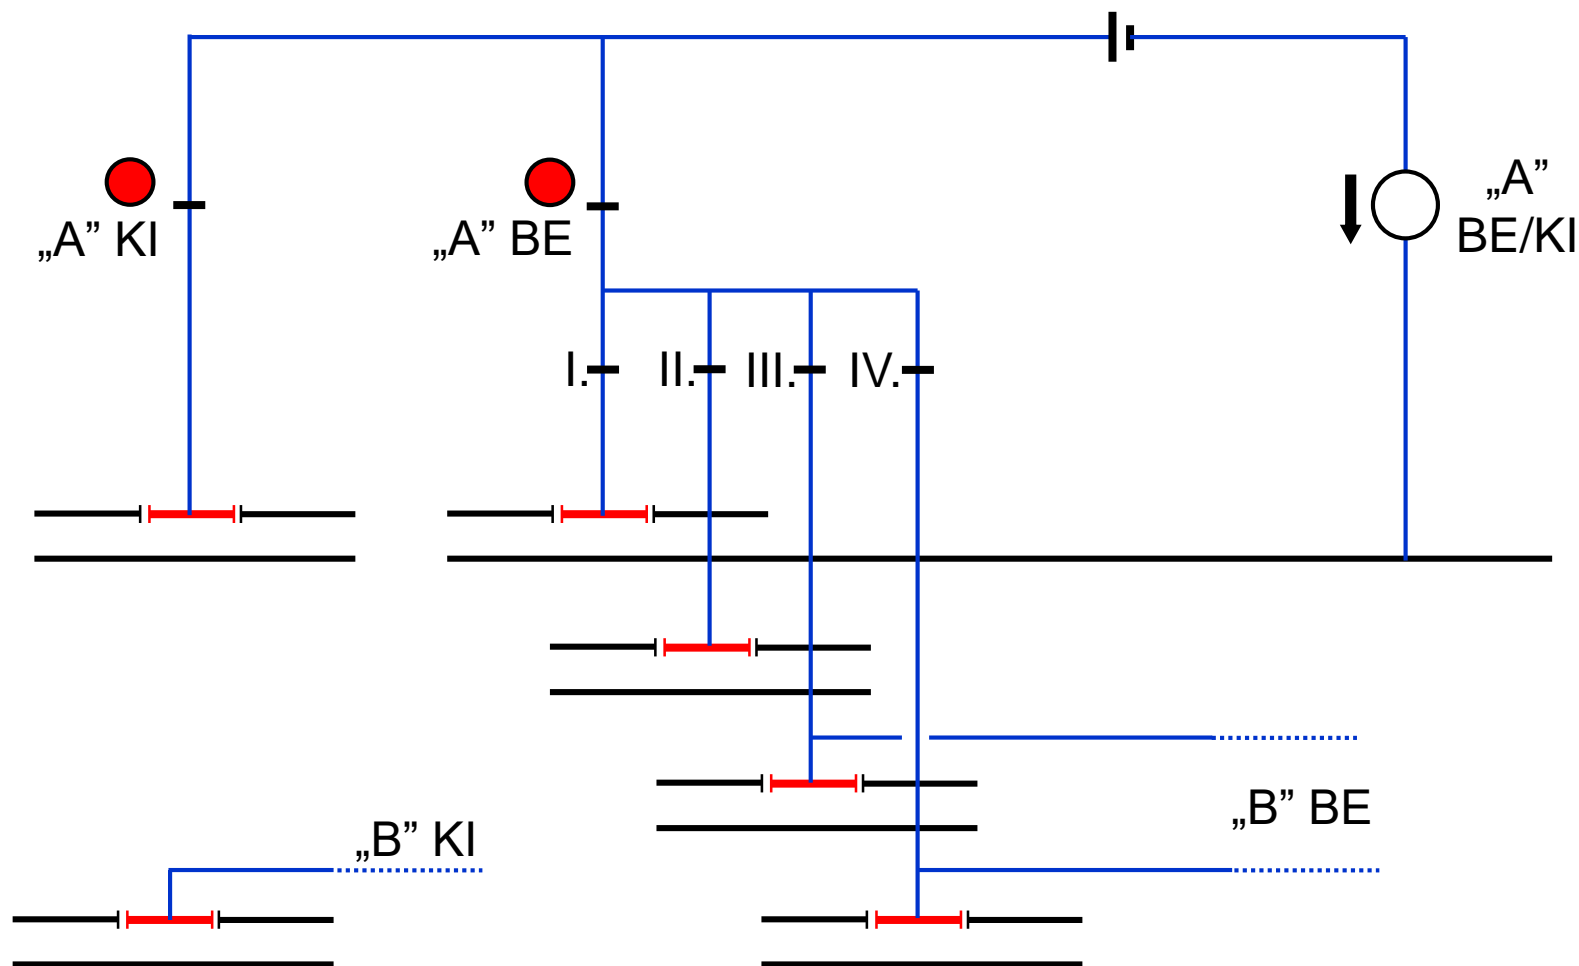 „A” KI
„A” BE
„A”
BE/KI
I.
II.
III.
IV.
„B” BE
„B” KI